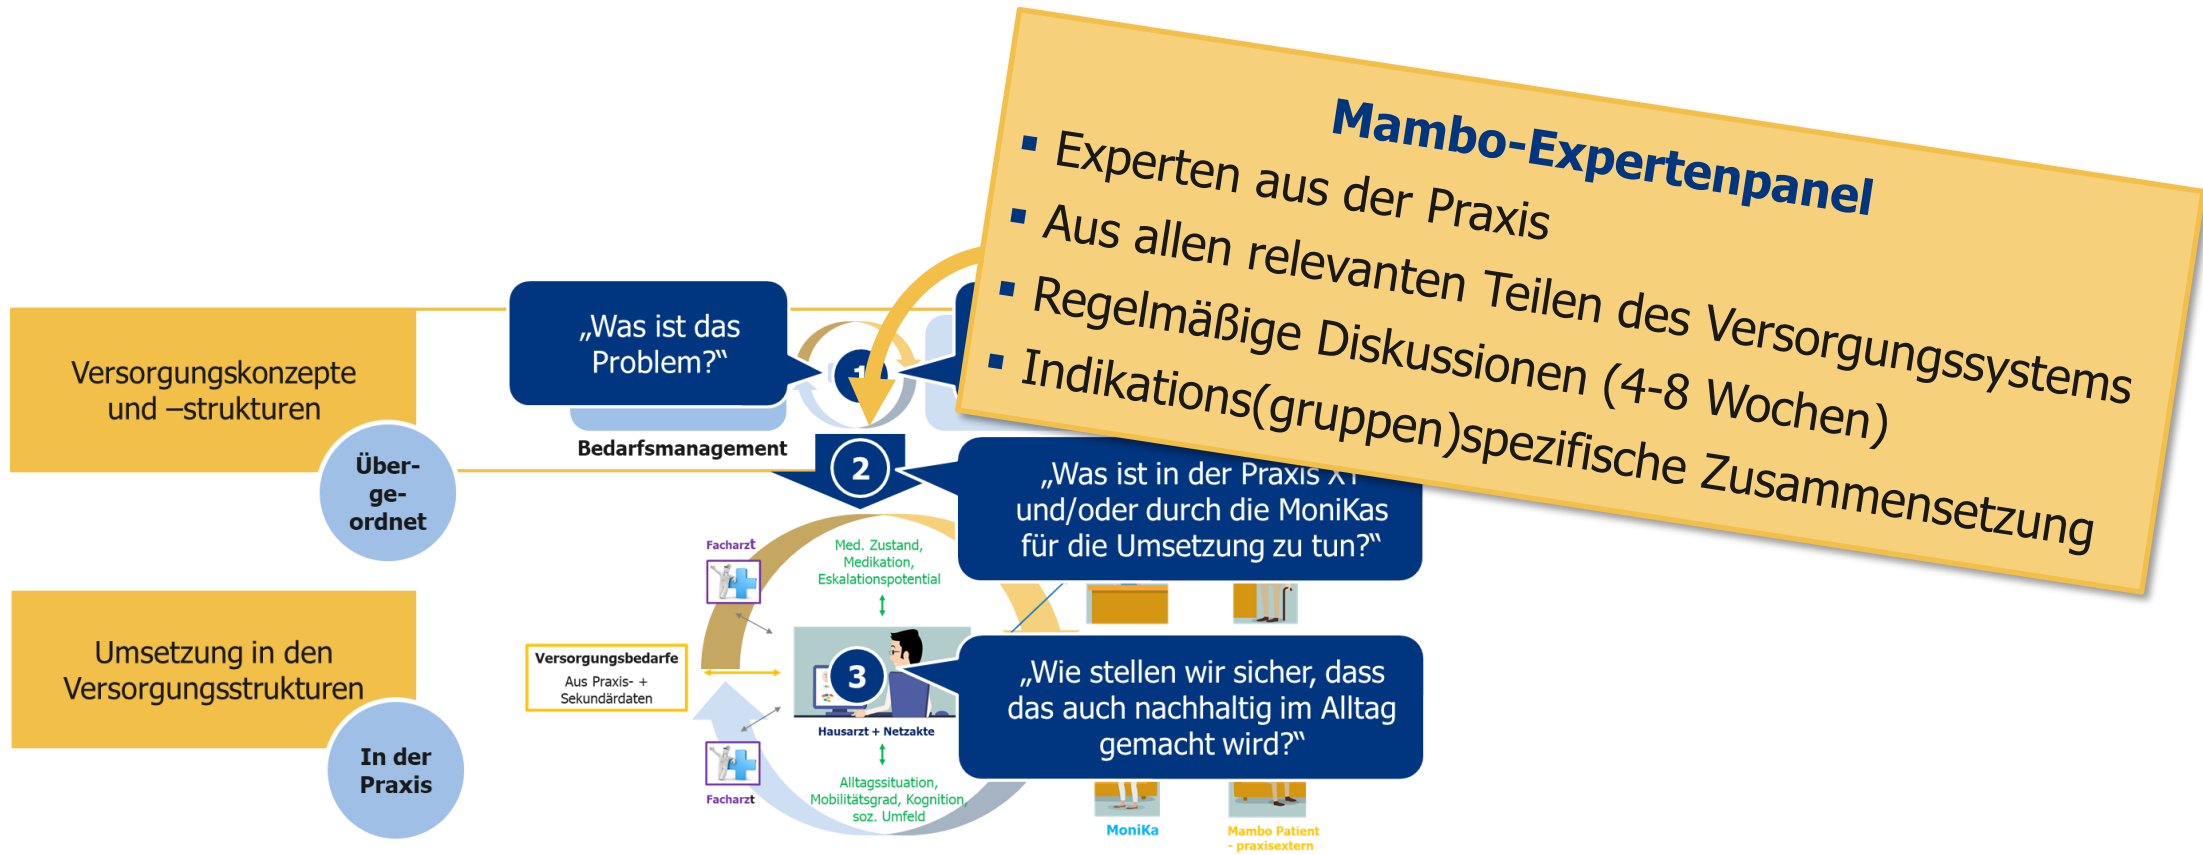 Mambo-Expertenpanel
▪ Experten aus der Praxis
▪ Aus allen relevanten Teilen des Versorgungssystems
▪ Regelmäßige Diskussionen (4-8 Wochen)
▪ Indikations(gruppen)spezifische Zusammensetzung
Versorgungskonzepte
und –strukturen
Über-
ge-
ordnet
„Was ist das
Problem?“
Bedarfsmanagement
2
„Was ist in der Praxis XY
und/oder durch die MoniKas
für die Umsetzung zu tun?“
Umsetzung in den
Versorgungsstrukturen
In der
Praxis
Facharzt
Med. Zustand,
Medikation,
Eskalationspotential
Versorgungsbedarfe
Aus Praxis- +
Sekundärdaten
3
Hausarzt + Netzakte
„Wie stellen wir sicher, dass
das auch nachhaltig im Alltag
gemacht wird?“
Facharzt
Alltagssituation,
Mobilitätsgrad, Kognition,
soz. Umfeld
MoniKa
Mambo Patient
- praxisextern